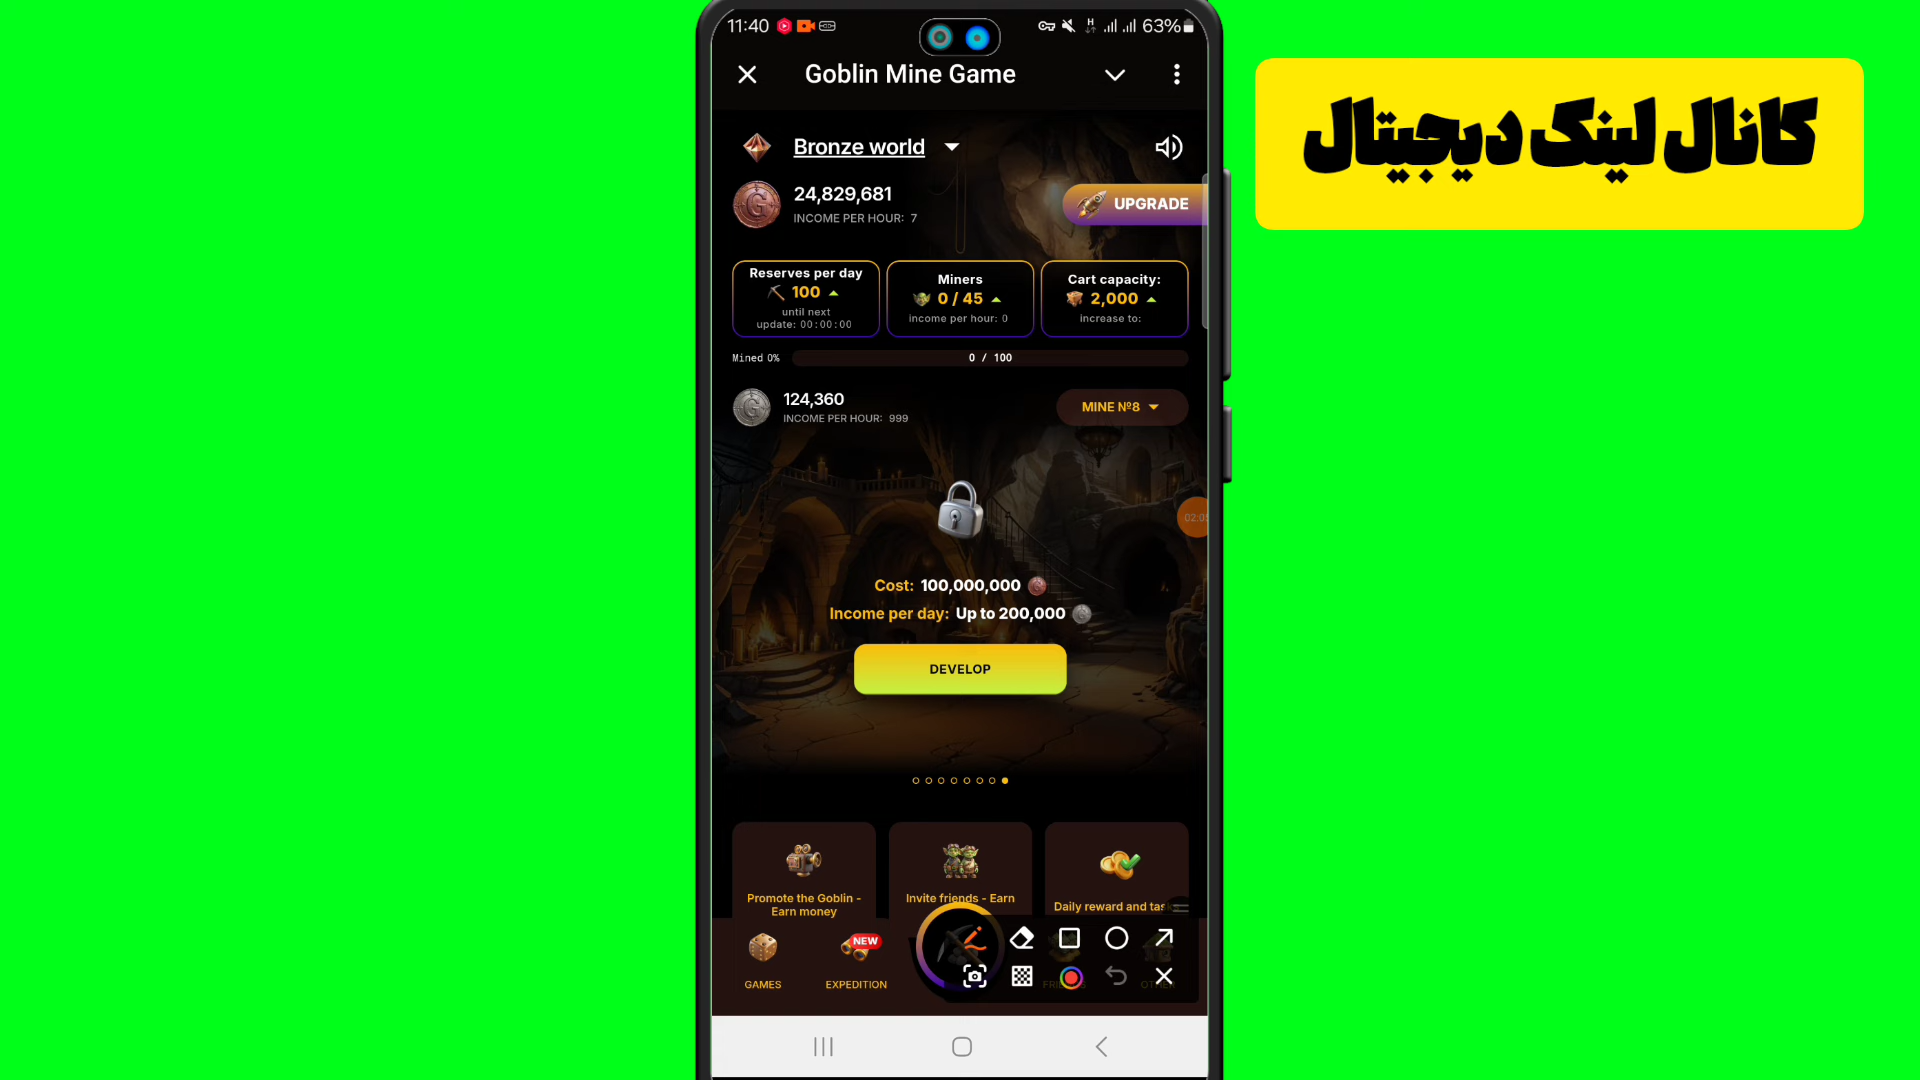 11:40
63%
Goblin Mine Game
کانال لینک دیجیتال
Bronze world
24,829,681
INCOME PER HOUR: 7
UPGRADE
Reserves per day
100
until next
update: 00:00:00
Miners
0 / 45
income per hour: 0
Cart capacity:
2,000
increase to:
Mined 0%
0 / 100
124,360
INCOME PER HOUR: 999
MINE №8
Cost: 100,000,000
Income per day: Up to 200,000
DEVELOP
Promote the Goblin -
Earn money
Invite friends - Earn
Daily reward and
NEW
GAMES
EXPEDITION